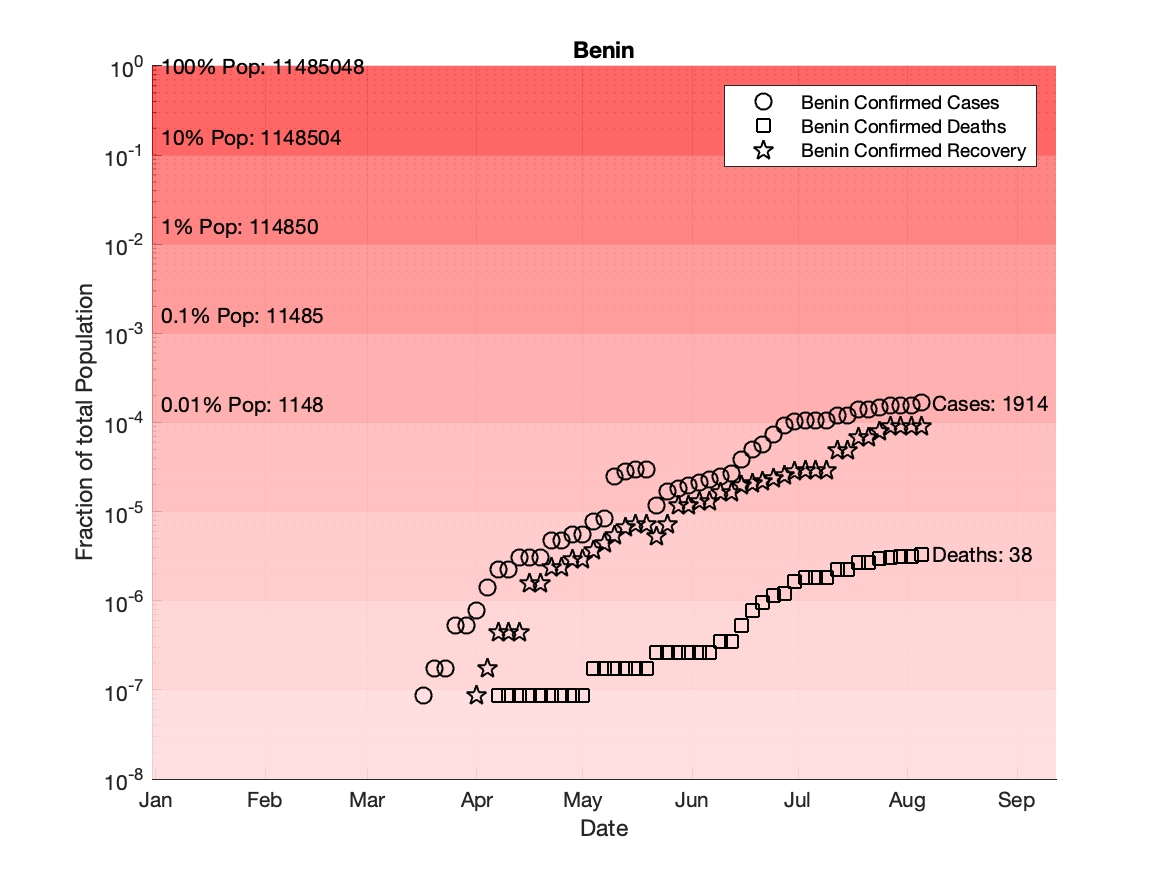 Benin
10^0
100% Pop: 11485048
Benin Confirmed Cases
Benin Confirmed Deaths
Benin Confirmed Recovery
10% Pop: 1148504
10^-1
1% Pop: 114850
10^-2
0.1% Pop: 11485
10^-3
0.01% Pop: 1148
Cases: 1914
10^-4
10^-5
Deaths: 38
10^-6
10^-7
10^-8
Fraction of total Population
Jan Feb Mar Apr May Jun Jul Aug Sep
Date